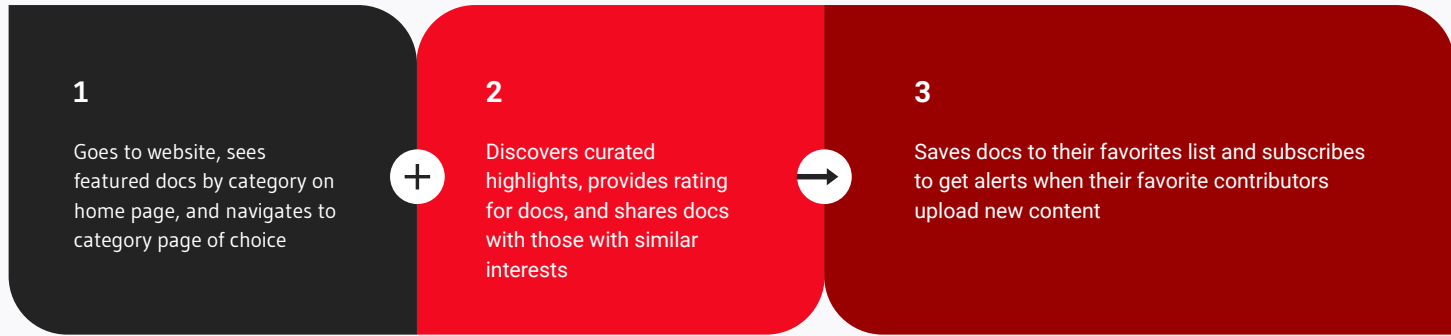 1
Goes to website, sees
featured docs by category on
home page, and navigates to
category page of choice
2
Discovers curated
highlights, provides rating
for docs, and shares docs
with those with similar
interests
3
Saves docs to their favorites list and subscribes
to get alerts when their favorite contributors
upload new content